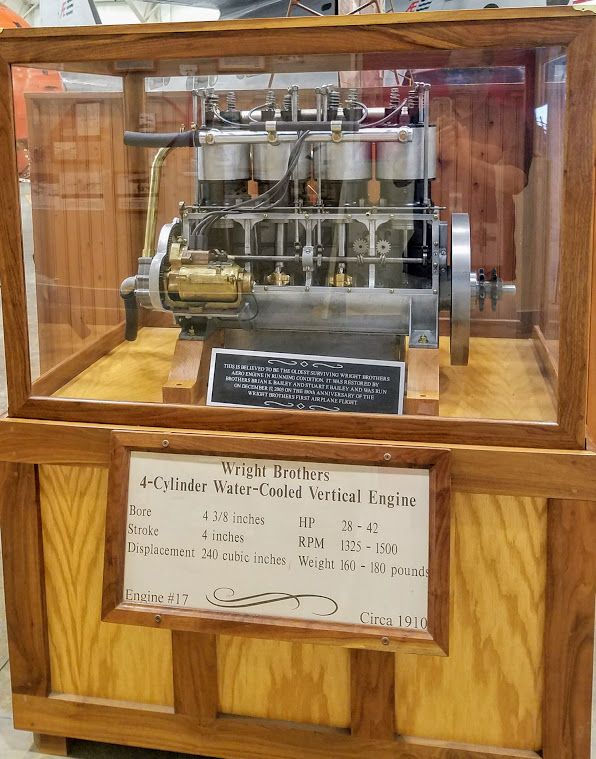 THIS IS BELIEVED TO BE THE OLDEST SURVIVING WRIGHT BROTHERS
AERO ENGINE IN RUNNING CONDITION. IT WAS RESTORED BY
BROTHERS BRIAN S. BAILEY AND STUART F. BAILEY AND WAS RUN
ON DECEMBER 17, 2003 ON THE 100th ANNIVERSARY OF THE
WRIGHT BROTHERS FIRST AIRPLANE FLIGHT.
Wright Brothers
4-Cylinder Water-Cooled Vertical Engine
Bore 4 3/8 inches HP 28 - 42
Stroke 4 inches RPM 1325 - 1500
Displacement 240 cubic inches Weight 160 - 180 pounds
Engine #17
Circa 1910